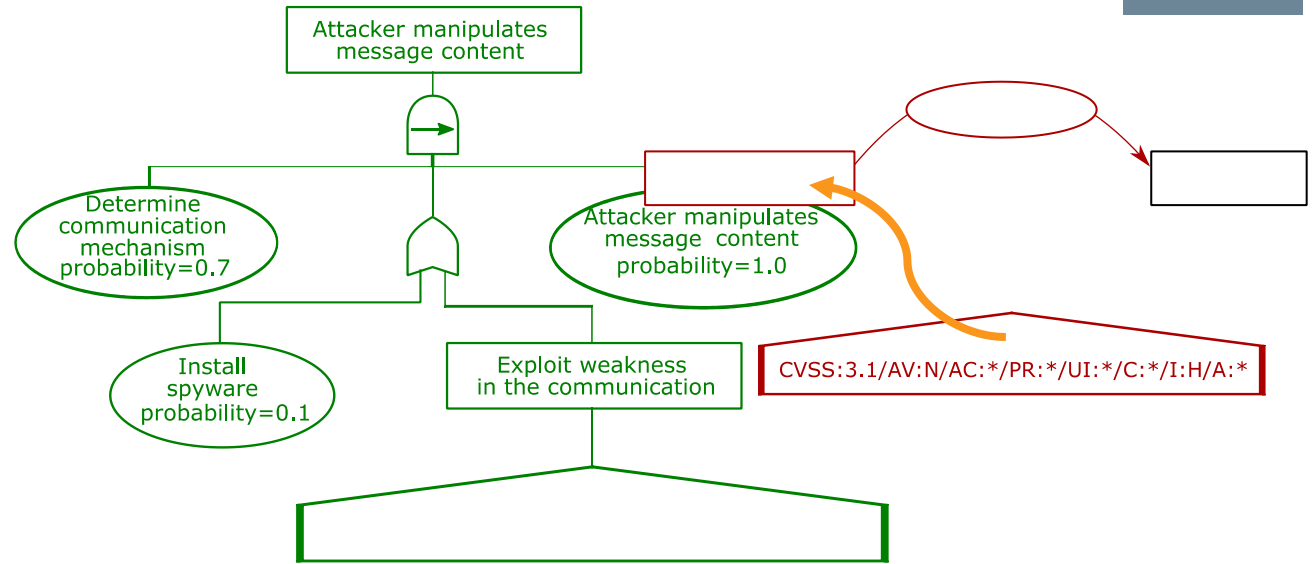 Attacker manipulates
message content
Determine
communication
mechanism
probability=0.7
Attacker manipulates
message content
probability=1.0
Install
spyware
probability=0.1
Exploit weakness
in the communication
CVSS:3.1/AV:N/AC:*/PR:*/UI:*/C:*/I:H/A:*